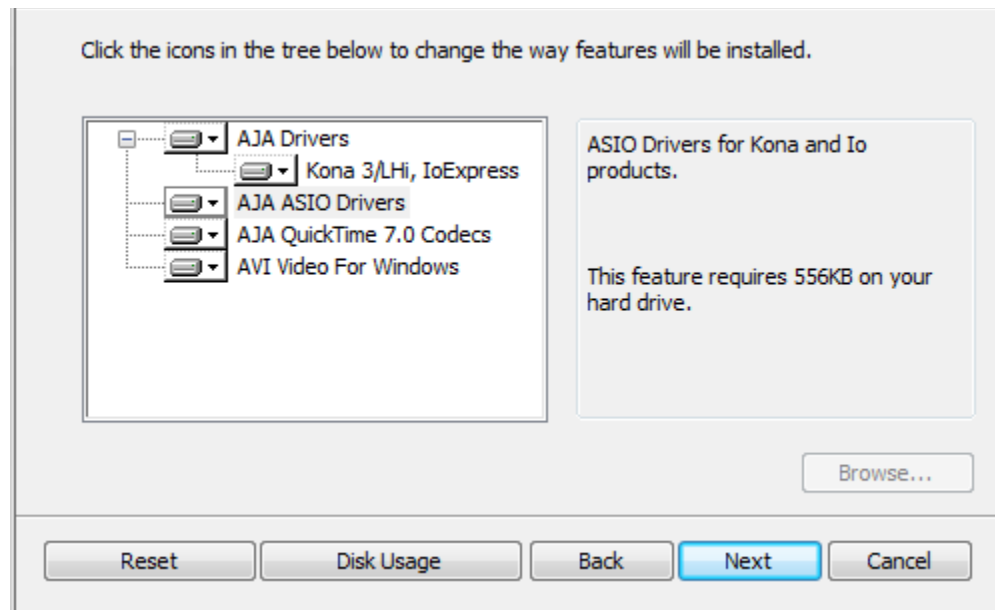 Click the icons in the tree below to change the way features will be installed.
AJA Drivers
Kona 3/LHi, IoExpress
AJA ASIO Drivers
AJA QuickTime 7.0 Codecs
AVI Video For Windows
ASIO Drivers for Kona and Io
products.
This feature requires 556KB on your
hard drive.
Browse...
Reset
Disk Usage
Back
Next
Cancel